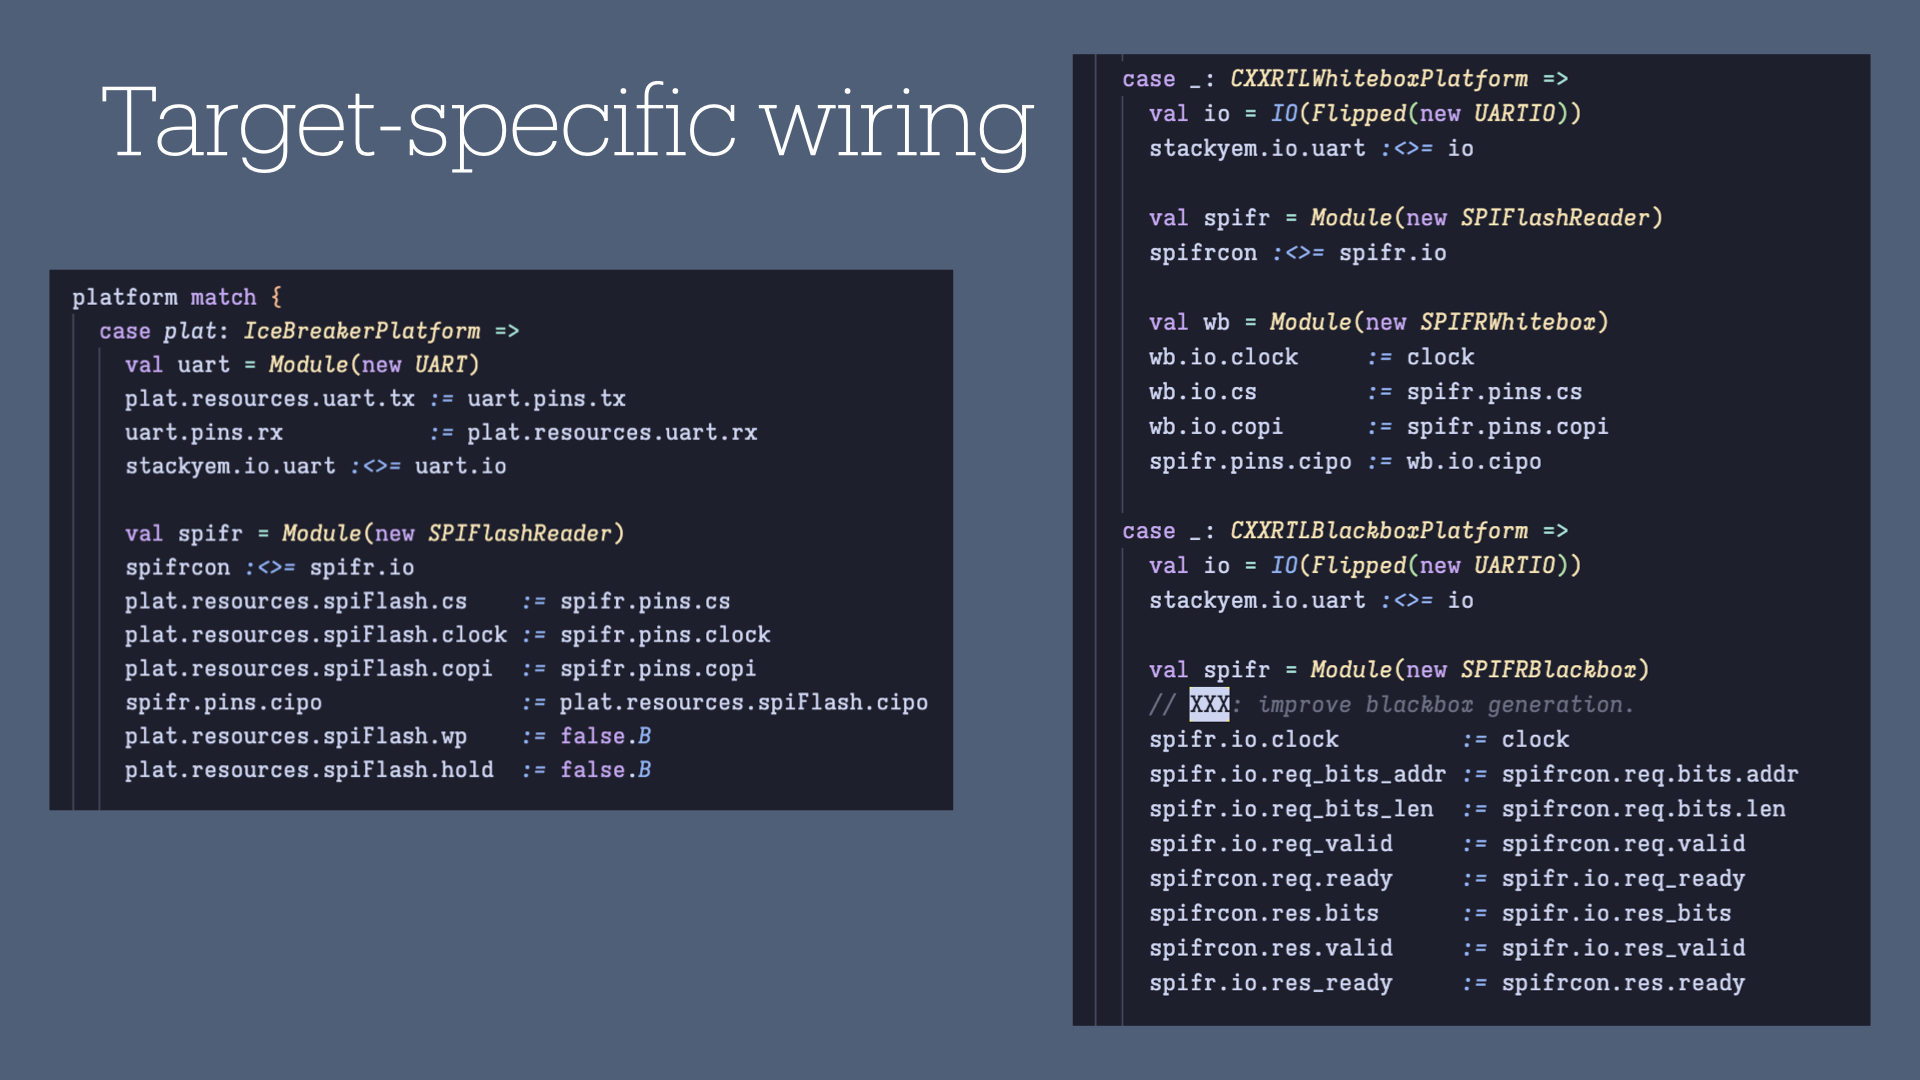 Target-specific wiring
platform match {
case plat: IceBreakerPlatform =>
val uart = Module(new UART)
plat.resources.uart.tx := uart.pins.tx
uart.pins.rx := plat.resources.uart.rx
stackyem.io.uart :<>= uart.io
val spifr = Module(new SPIFlashReader)
spifrcon :<>= spifr.io
plat.resources.spiFlash.cs := spifr.pins.cs
plat.resources.spiFlash.clock := spifr.pins.clock
plat.resources.spiFlash.copi := spifr.pins.copi
spifr.pins.cipo := plat.resources.spiFlash.cipo
plat.resources.spiFlash.wp := false.B
plat.resources.spiFlash.hold := false.B
case _: CXXRTLWhiteboxPlatform =>
val io = IO(Flipped(new UARTIO))
stackyem.io.uart :<>= io
val spifr = Module(new SPIFlashReader)
spifrcon :<>= spifr.io
val wb = Module(new SPIFRWhitebox)
wb.io.clock := clock
wb.io.cs := spifr.pins.cs
wb.io.copi := spifr.pins.copi
spifr.pins.cipo := wb.io.cipo
case _: CXXRTLBlackboxPlatform =>
val io = IO(Flipped(new UARTIO))
stackyem.io.uart :<>= io
val spifr = Module(new SPIFRBlackbox)
// XXX: improve blackbox generation.
spifr.io.clock := clock
spifr.io.req_bits_addr := spifrcon.req.bits.addr
spifr.io.req_bits_len := spifrcon.req.bits.len
spifr.io.req_valid := spifrcon.req.valid
spifrcon.req.ready := spifr.io.req_ready
spifrcon.res.bits := spifr.io.res_bits
spifrcon.res.valid := spifr.io.res_valid
spifr.io.res_ready := spifrcon.res.ready